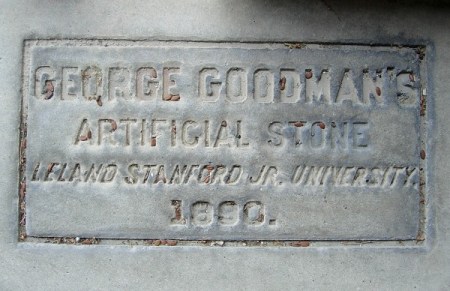 GEORGE GOODMAN'S
ARTIFICIAL STONE
LELAND STANFORD JR. UNIVERSITY.
1890.